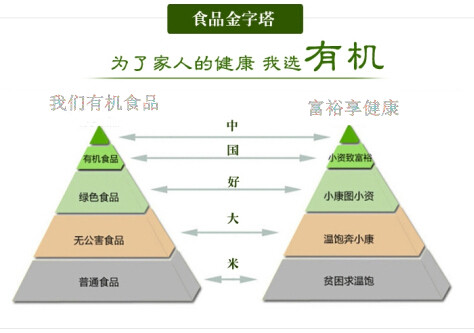 食品金字塔
为了家人的健康 我选有机
我们有机食品
富裕享健康
中
国
好
大
米
有机食品
小资致富裕
绿色食品
小康图小资
无公害食品
温饱奔小康
普通食品
贫困求温饱